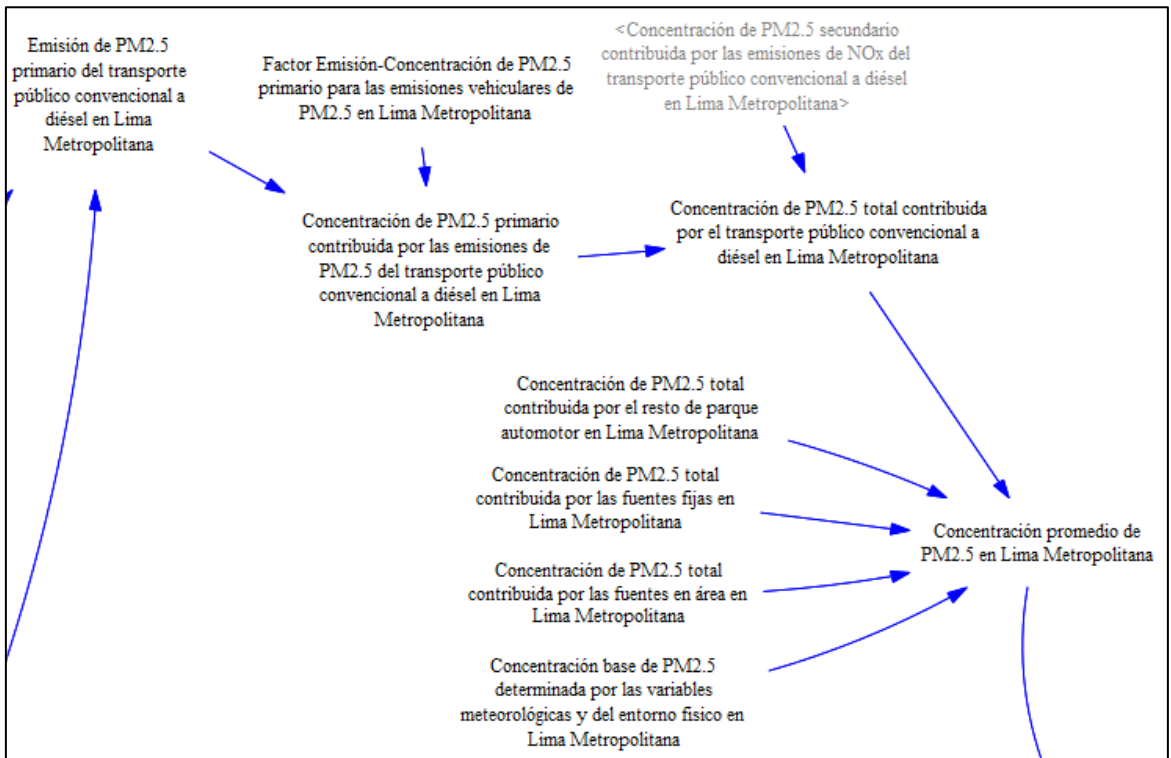 Emisión de PM2.5
primario del transporte
público convencional a
diésel en Lima
Metropolitana
Factor Emisión-Concentración de PM2.5
primario para las emisiones vehiculares de
PM2.5 en Lima Metropolitana
<Concentración de PM2.5 secundario
contribuida por las emisiones de NOx del
transporte público convencional a diésel
en Lima Metropolitana>
Concentración de PM2.5 primario
contribuida por las emisiones de
PM2.5 del transporte público
convencional a diésel en Lima
Metropolitana
Concentración de PM2.5 total contribuida
por el transporte público convencional a
diésel en Lima Metropolitana
Concentración de PM2.5 total
contribuida por el resto de parque
automotor en Lima Metropolitana
Concentración de PM2.5 total
contribuida por las fuentes fijas en
Lima Metropolitana
Concentración de PM2.5 total
contribuida por las fuentes en área en
Lima Metropolitana
Concentración base de PM2.5
determinada por las variables
meteorológicas y del entorno físico en
Lima Metropolitana
Concentración promedio de
PM2.5 en Lima Metropolitana